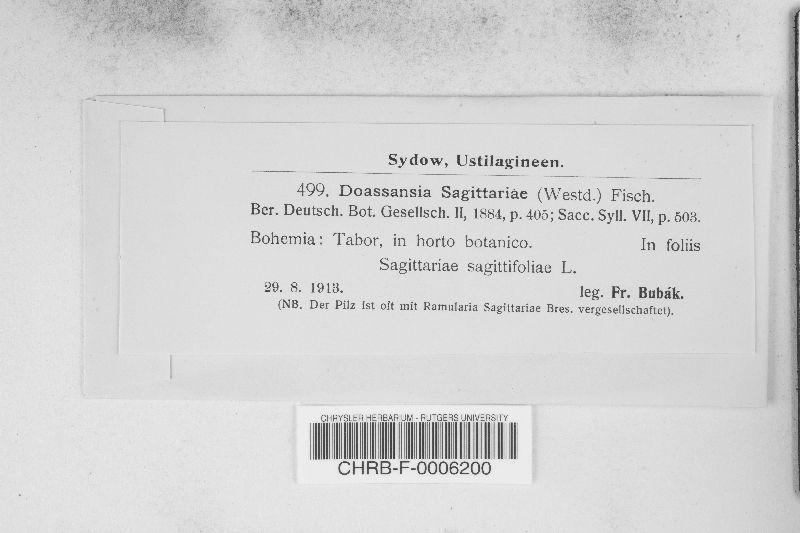 Sydow, Ustilagineen.
499. Doassansia Sagittariae (Westd.) Fisch.
Ber. Deutsch. Bot. Gesellsch. II, 1884, p. 405; Sacc. Syll. VII, p. 503.
Bohemia: Tabor, in horto botanico. In foliis
Sagittariae sagittifoliae L.
29. 8. 1913. leg. Fr. Bubák.
(NB. Der Pilz ist oft mit Ramularia Sagittariae Bres. vergesellschaftet).
CHRYSLER HERBARIUM - RUTGERS UNIVERSITY
CHRB-F-0006200